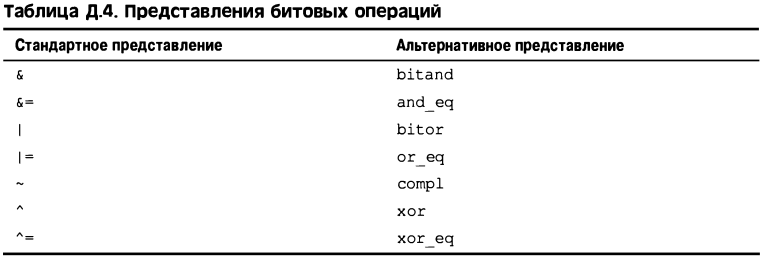 Таблица Д.4. Представления битовых операций
Стандартное представление Альтернативное представление
& bitand
&= and_eq
| bitor
|= or_eq
~ compl
^ xor
^= xor_eq